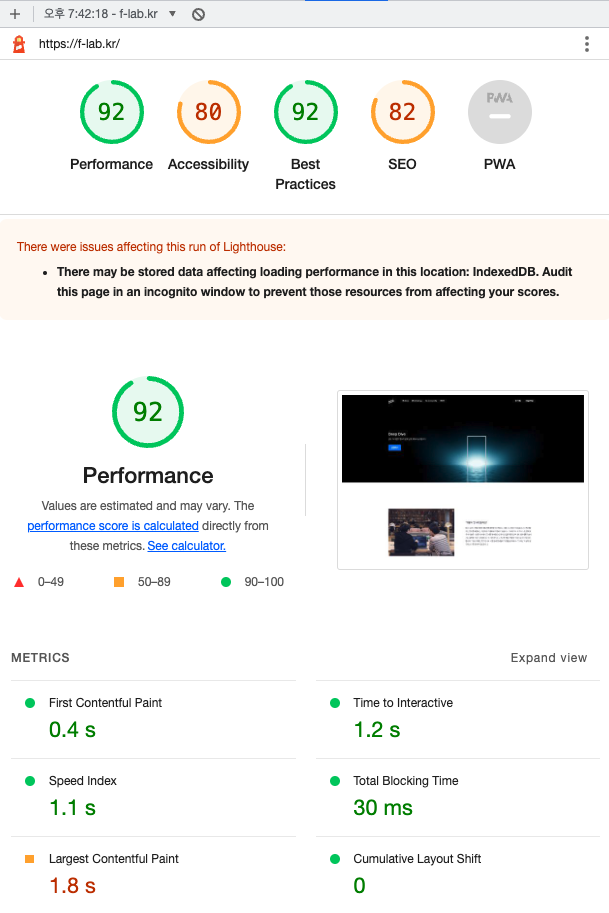 오후 7:42:18 - f-lab.kr
https://f-lab.kr/
92
80
92
82
PWA
Performance
Accessibility
Best
Practices
SEO
PWA
There were issues affecting this run of Lighthouse:
• There may be stored data affecting loading performance in this location: IndexedDB. Audit
this page in an incognito window to prevent those resources from affecting your scores.
92
Performance
Values are estimated and may vary. The
performance score is calculated directly from
these metrics. See calculator.
0–49
50–89
90–100
METRICS
Expand view
First Contentful Paint
0.4 s
Time to Interactive
1.2 s
Speed Index
1.1 s
Total Blocking Time
30 ms
Largest Contentful Paint
1.8 s
Cumulative Layout Shift
0